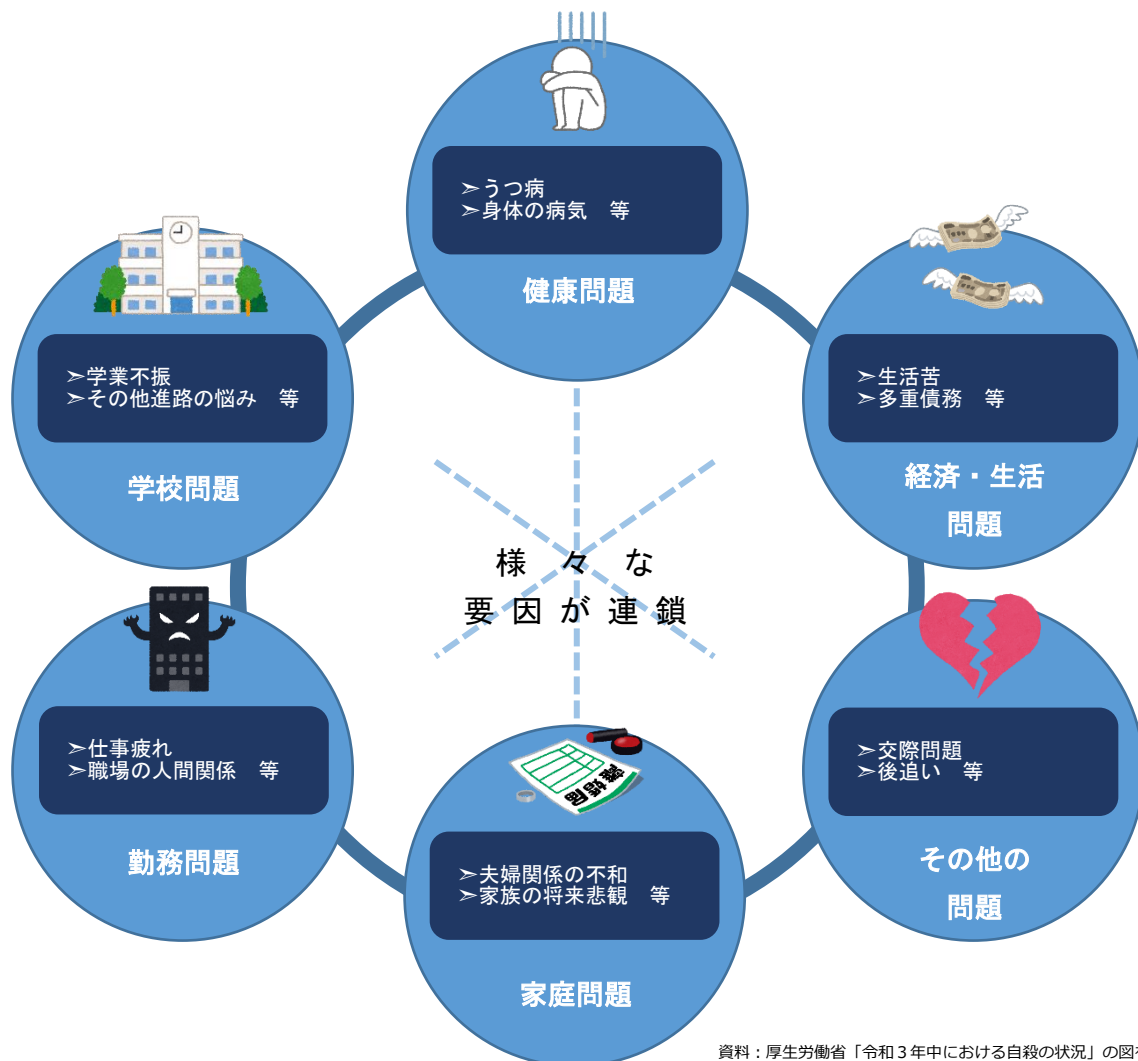 ➢うつ病
➢身体の病気　等
健康問題
➢生活苦
➢多重債務　等
経済・生活
問題
➢交際問題
➢後追い　等
その他の
問題
離婚届
➢夫婦関係の不和
➢家族の将来悲観　等
家庭問題
➢仕事疲れ
➢職場の人間関係　等
勤務問題
➢学業不振
➢その他進路の悩み　等
学校問題
様々な
要因が連鎖
資料：厚生労働省「令和３年中における自殺の状況」の図